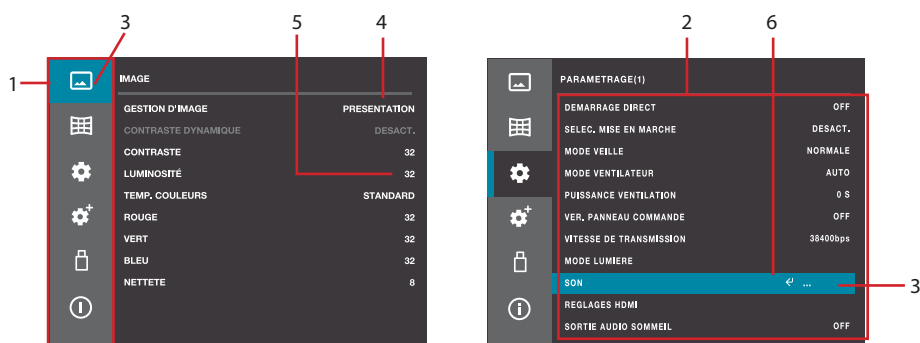 3 5 4
1
IMAGE
GESTION D'IMAGE PRESENTATION
CONTRASTE DYNAMIQUE DESACT.
CONTRASTE 32
LUMINOSITÉ 32
TEMP. COULEURS STANDARD
ROUGE 32
VERT 32
BLEU 32
NETTETE 8
2 6
PARAMETRAGE(1)
DEMARRAGE DIRECT OFF
SELEC. MISE EN MARCHE DESACT.
MODE VEILLE NORMALE
MODE VENTILATEUR AUTO
PUISSANCE VENTILATION 0 S
VER. PANNEAU COMMANDE OFF
VITESSE DE TRANSMISSION 38400bps
MODE LUMIERE
SON ↵ ...
3
REGLAGES HDMI
SORTIE AUDIO SOMMEIL OFF